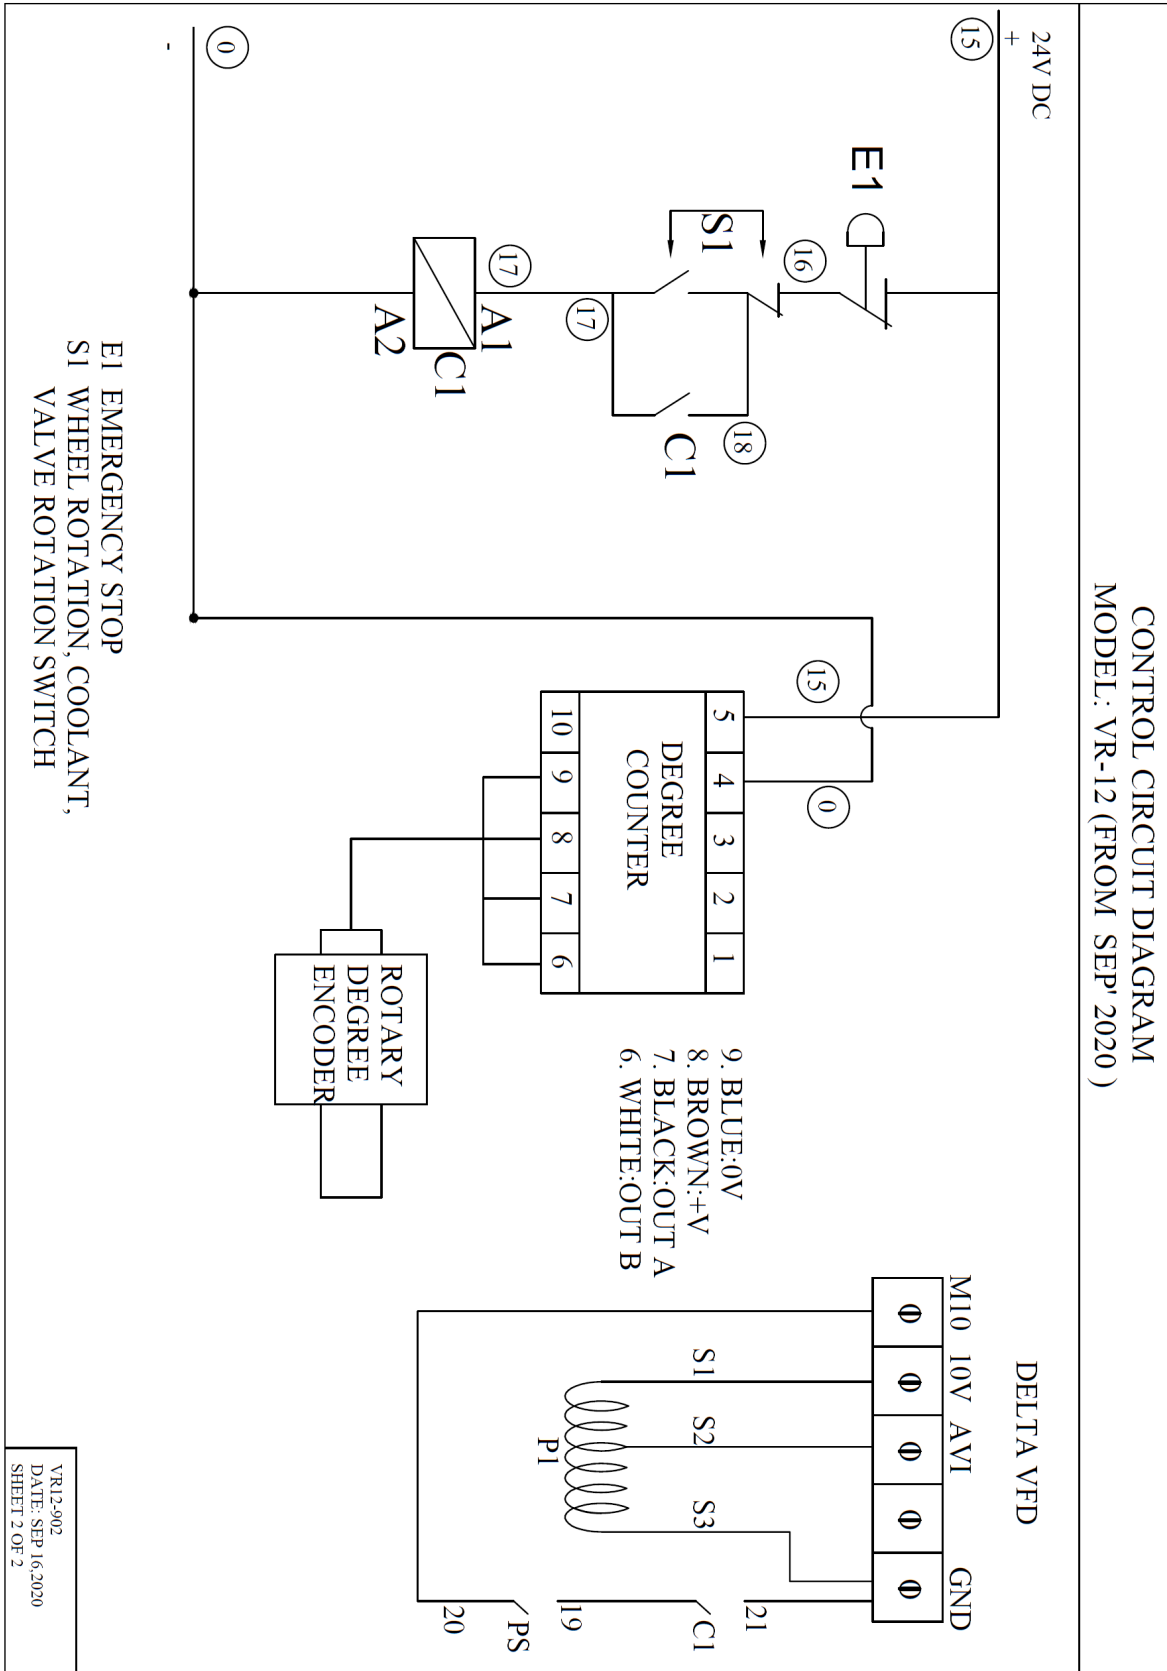 CONTROL CIRCUIT DIAGRAM
MODEL: VR-12 (FROM SEP' 2020 )
24V DC
+
15
E1
16
S1
18
C1
17
17
A1
C1
A2
0
-
15
0
5 4 3 2 1
DEGREE
COUNTER
10 9 8 7 6
ROTARY
DEGREE
ENCODER
9. BLUE:0V
8. BROWN:+V
7. BLACK:OUT A
6. WHITE:OUT B
DELTA VFD
M10 10V AVI GND
S1 S2 S3
P1
21
C1
19
PS
20
E1 EMERGENCY STOP
S1 WHEEL ROTATION, COOLANT,
VALVE ROTATION SWITCH
VR12-902
DATE: SEP 16,2020
SHEET 2 OF 2